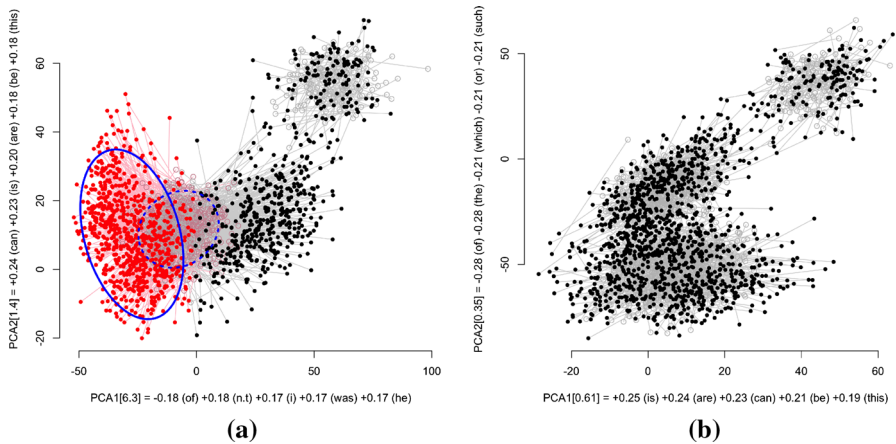 PCA2[1.4] = +0.24 (can) +0.23 (is) +0.20 (are) +0.18 (be) +0.18 (this)
60
40
20
0
-20
-50
0
50
100
PCA1[6.3] = -0.18 (of) +0.18 (n.t) +0.17 (i) +0.17 (was) +0.17 (he)
(a)
PCA2[0.35] = -0.28 (of) -0.28 (the) -0.21 (which) -0.21 (or) -0.21 (such)
50
0
-50
-20
0
20
40
60
PCA1[0.61] = +0.25 (is) +0.24 (are) +0.23 (can) +0.21 (be) +0.19 (this)
(b)